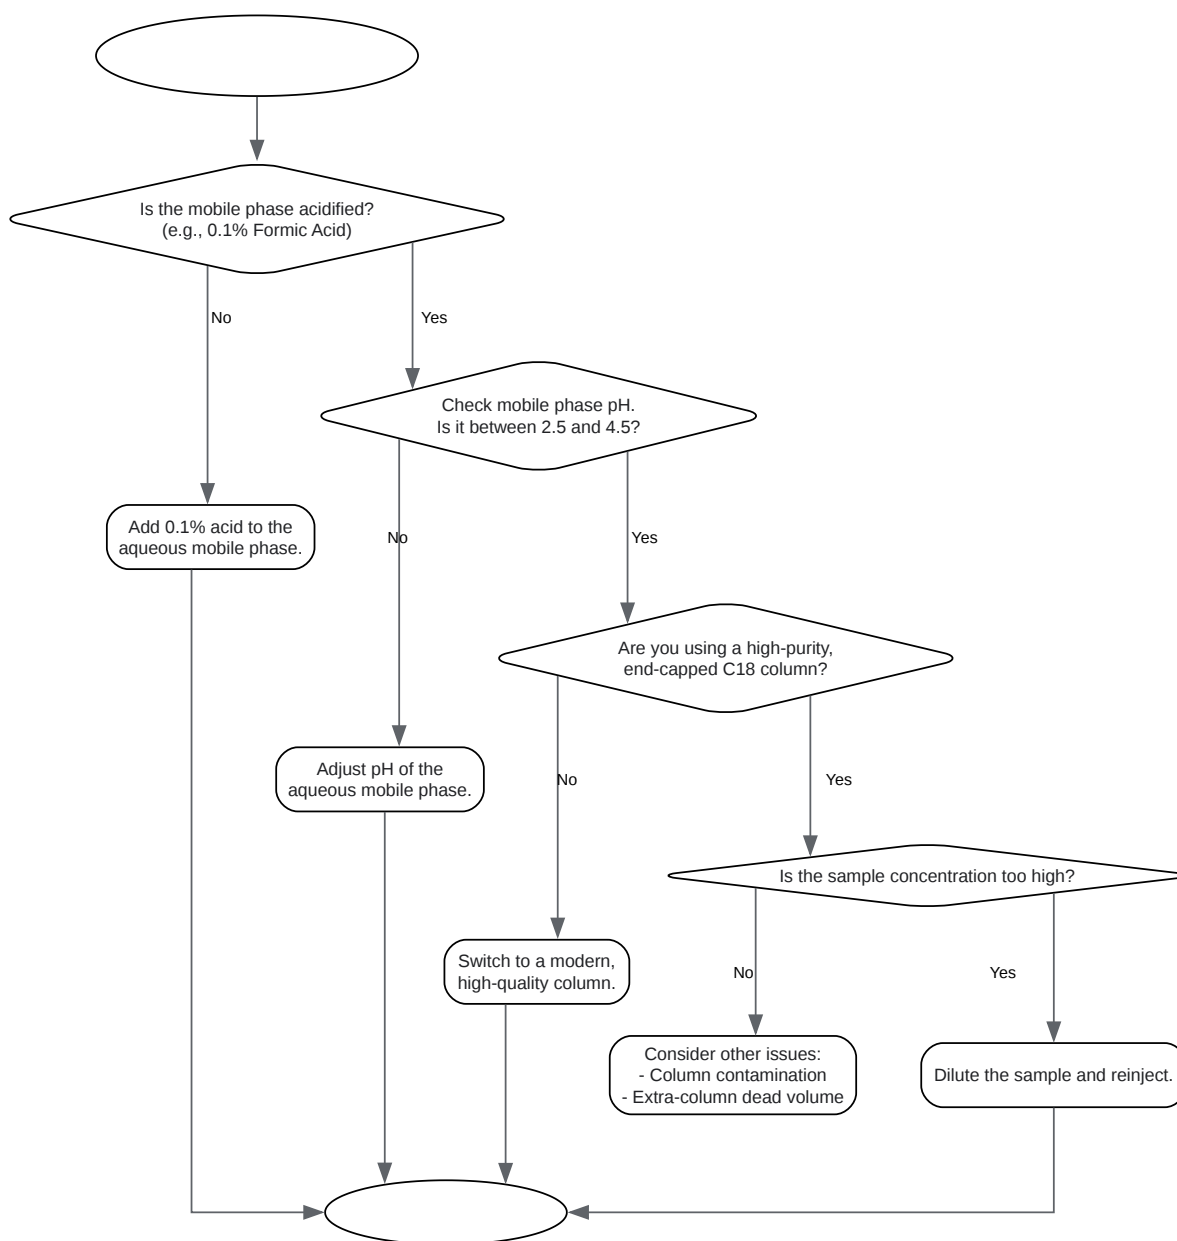 Is the mobile phase acidified?
(e.g., 0.1% Formic Acid)
No
Yes
Check mobile phase pH.
Is it between 2.5 and 4.5?
Add 0.1% acid to the
aqueous mobile phase.
No
Yes
Are you using a high-purity,
end-capped C18 column?
Adjust pH of the
aqueous mobile phase.
No
Yes
Is the sample concentration too high?
Switch to a modern,
high-quality column.
No
Yes
Consider other issues:
- Column contamination
- Extra-column dead volume
Dilute the sample and reinject.